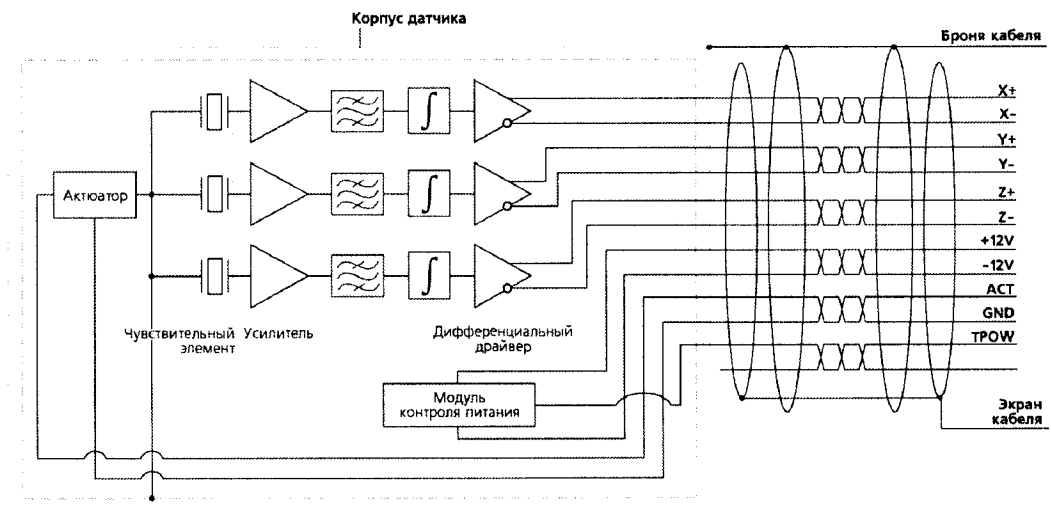 Корпус датчика
Броня кабеля
X+
X-
Y+
Y-
Актюатор
Z+
Z-
+12V
-12V
ACT
GND
TPOW
Чувствительный элемент
Усилитель
Дифференциальный драйвер
Модуль контроля питания
Экран кабеля